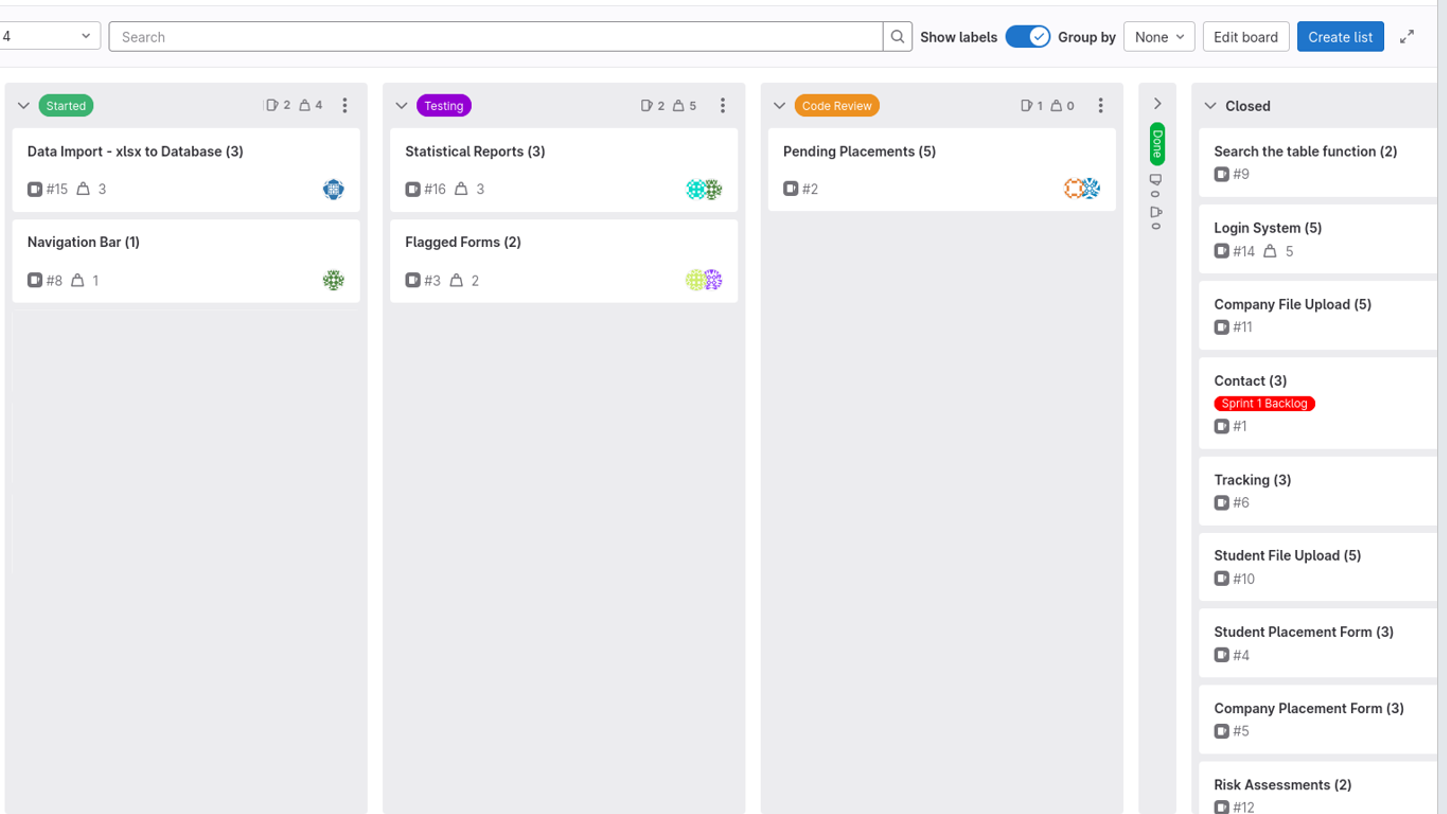 4
Search
Show labels
Group by
None
Edit board
Create list
Started
2
4
Data Import - xlsx to Database (3)
#15
3
Navigation Bar (1)
#8
1
Testing
2
5
Statistical Reports (3)
#16
3
Flagged Forms (2)
#3
2
Code Review
1
0
Pending Placements (5)
#2
Done
0
0
Closed
Search the table function (2)
#9
Login System (5)
#14
5
Company File Upload (5)
#11
Contact (3)
Sprint 1 Backlog
#1
Tracking (3)
#6
Student File Upload (5)
#10
Student Placement Form (3)
#4
Company Placement Form (3)
#5
Risk Assessments (2)
#12